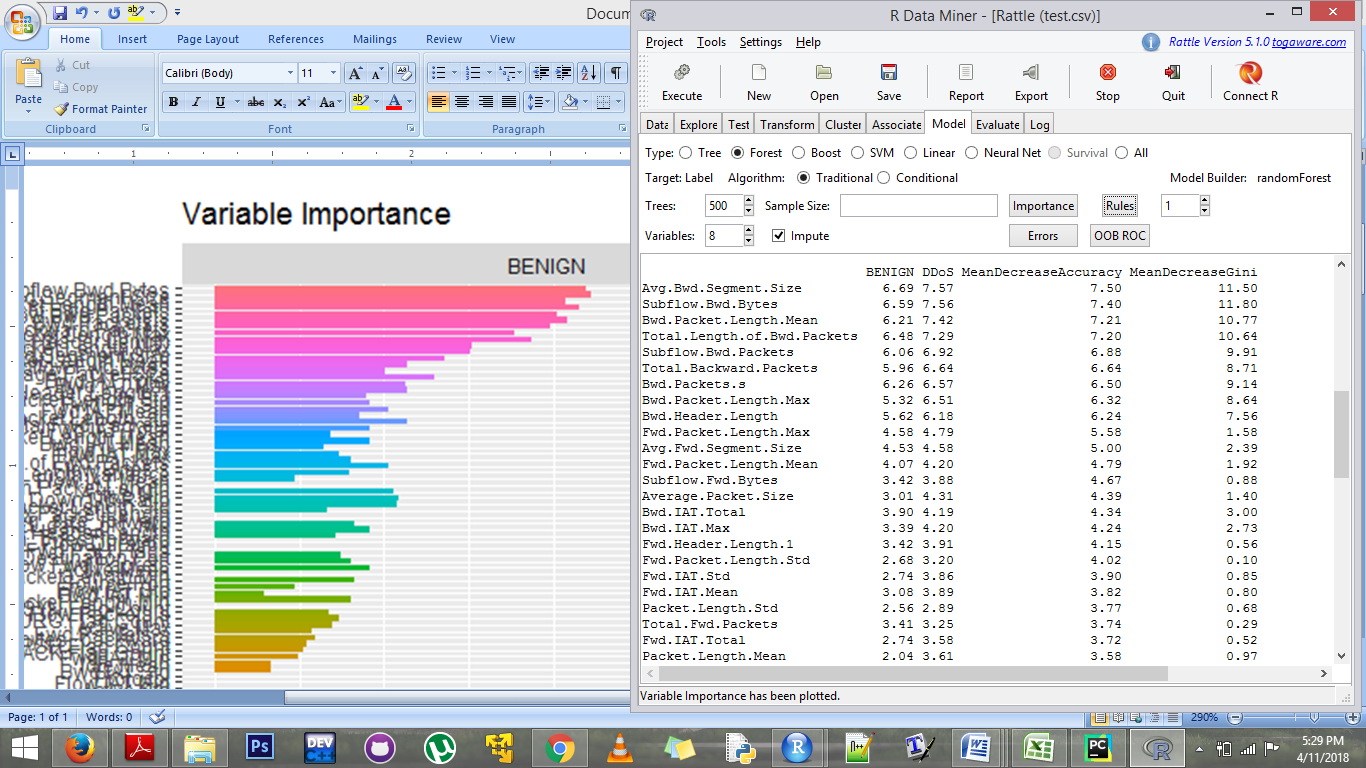 Docum
Home Insert Page Layout References Mailings Review View
Paste
Cut
Copy
Format Painter
Clipboard
Calibri (Body) 11
B I U abc x₂ x² Aa
Font
Paragraph
1 2
Variable Importance
BENIGN
Page: 1 of 1 Words: 0
290%
R Data Miner - [Rattle (test.csv)]
Project Tools Settings Help
Rattle Version 5.1.0 togaware.com
Execute New Open Save Report Export Stop Quit Connect R
Data Explore Test Transform Cluster Associate Model Evaluate Log
Type: Tree Forest Boost SVM Linear Neural Net Survival All
Target: Label Algorithm: Traditional Conditional Model Builder: randomForest
Trees: 500 Sample Size: Importance Rules 1
Variables: 8 Impute Errors OOB ROC
BENIGN DDoS MeanDecreaseAccuracy MeanDecreaseGini
Avg.Bwd.Segment.Size 6.69 7.57 7.50 11.50
Subflow.Bwd.Bytes 6.59 7.56 7.40 11.80
Bwd.Packet.Length.Mean 6.21 7.42 7.21 10.77
Total.Length.of.Bwd.Packets 6.48 7.29 7.20 10.64
Subflow.Bwd.Packets 6.06 6.92 6.88 9.91
Total.Backward.Packets 5.96 6.64 6.64 8.71
Bwd.Packets.s 6.26 6.57 6.50 9.14
Bwd.Packet.Length.Max 5.32 6.51 6.32 8.64
Bwd.Header.Length 5.62 6.18 6.24 7.56
Fwd.Packet.Length.Max 4.58 4.79 5.58 1.58
Avg.Fwd.Segment.Size 4.53 4.58 5.00 2.39
Fwd.Packet.Length.Mean 4.07 4.20 4.79 1.92
Subflow.Fwd.Bytes 3.42 3.88 4.67 0.88
Average.Packet.Size 3.01 4.31 4.39 1.40
Bwd.IAT.Total 3.90 4.19 4.34 3.00
Bwd.IAT.Max 3.39 4.20 4.24 2.73
Fwd.Header.Length.1 3.42 3.91 4.15 0.56
Fwd.Packet.Length.Std 2.68 3.20 4.02 0.10
Fwd.IAT.Std 2.74 3.86 3.90 0.85
Fwd.IAT.Mean 3.08 3.89 3.82 0.80
Packet.Length.Std 2.56 2.89 3.77 0.68
Total.Fwd.Packets 3.41 3.25 3.74 0.29
Fwd.IAT.Total 2.74 3.58 3.72 0.52
Packet.Length.Mean 2.04 3.61 3.58 0.97
Variable Importance has been plotted.
5:29 PM
4/11/2018